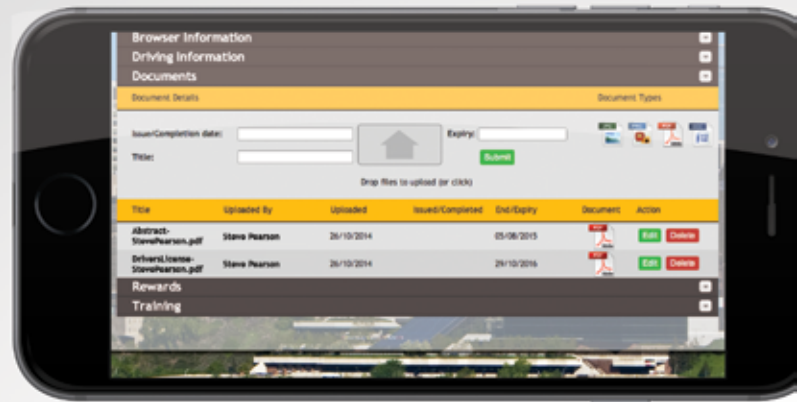 Browser Information
Driving Information
Documents
Document Details Document Types
Issue/Completion date: Expiry:
Title: Submit
Drop files to upload (or click)
Title Uploaded By Uploaded Issued/Completed End/Expiry Document Action
Abstract- StevePearson.pdf Steve Pearson 26/10/2014 05/08/2015 PDF Edit Delete
DriversLicense- StevePearson.pdf Steve Pearson 26/10/2014 29/10/2016 PDF Edit Delete
Rewards
Training